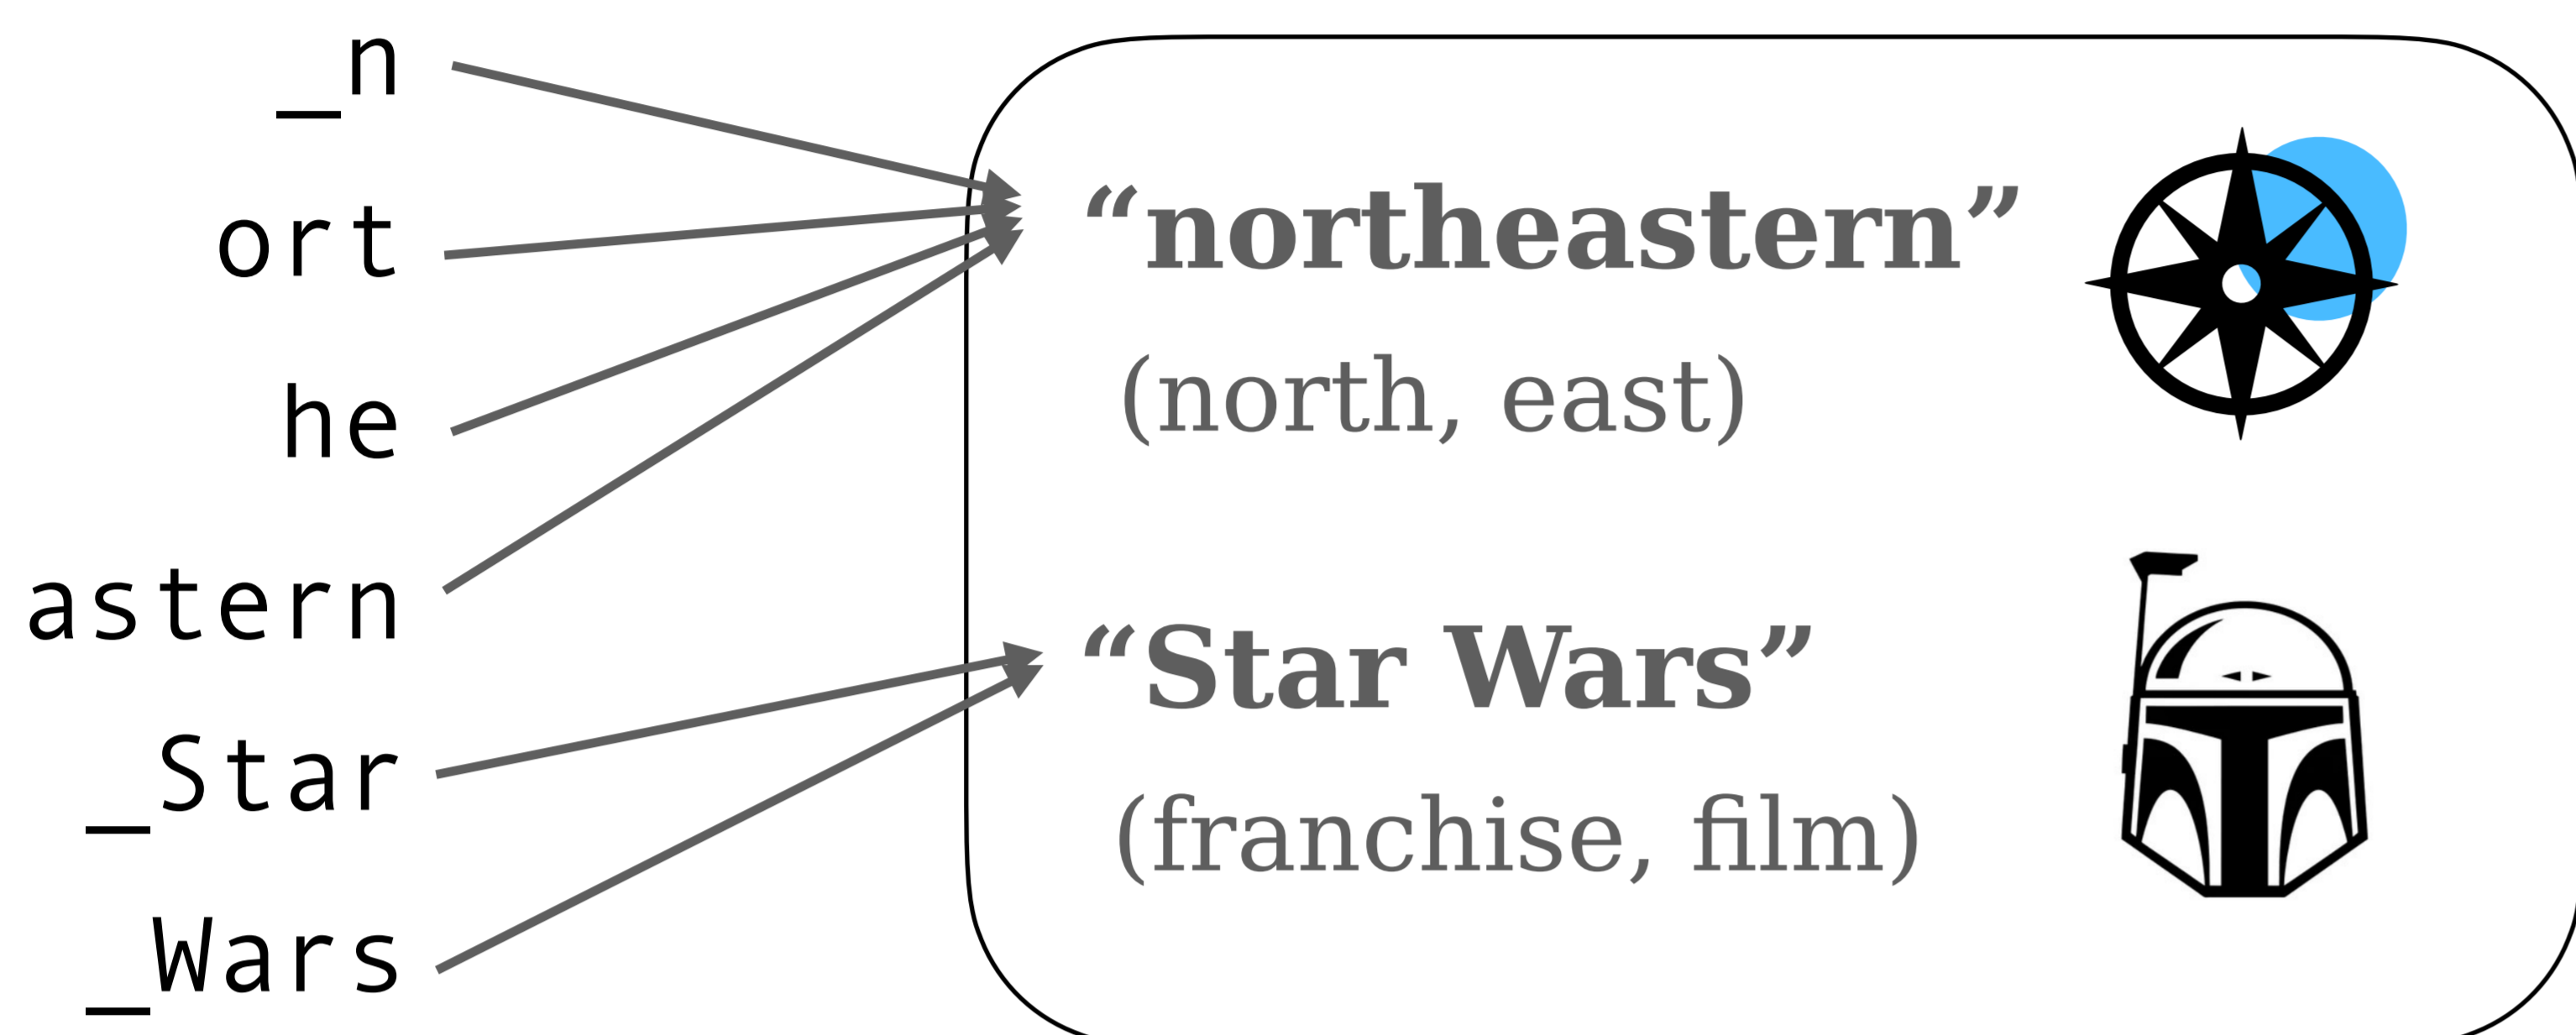 _n
ort
he
astern
_Star
_Wars
“northeastern”
(north, east)
“Star Wars”
(franchise, film)